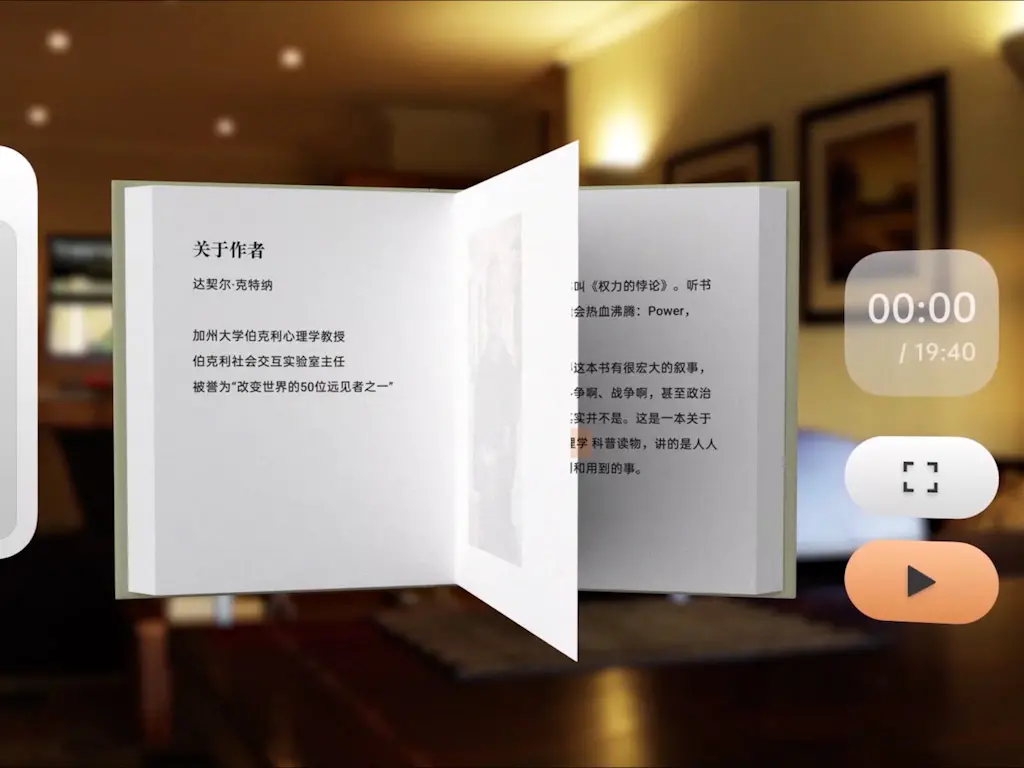 关于作者
达契尔·克特纳
加州大学伯克利心理学教授
伯克利社会交互实验室主任
被誉为“改变世界的50位远见者之一”
叫《权力的悖论》。听书
会热血沸腾：Power，
这本书有很宏大的叙事，
争啊、战争啊，甚至政治
实并不是。这是一本关于
理学 科普读物，讲的是人人
和用到的事。
00:00
/ 19:40